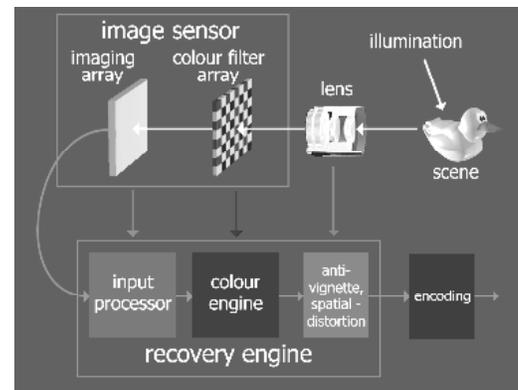 image sensor
illumination
imaging
array
colour filter
array
lens
scene
input
processor
colour
engine
anti-
vignette,
spatial -
distortion
encoding
recovery engine